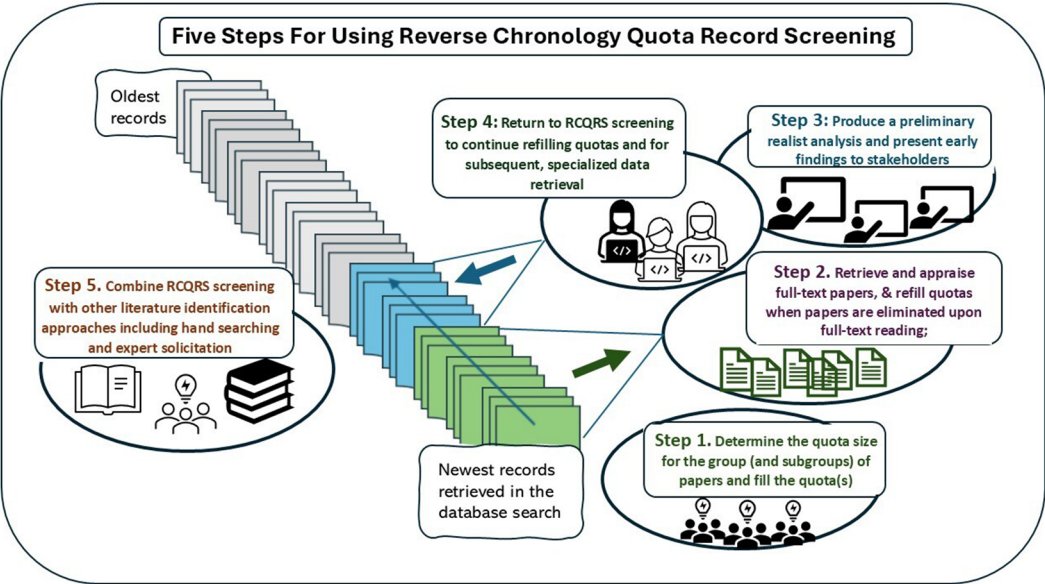 Five Steps For Using Reverse Chronology Quota Record Screening
Oldest
records
Step 4: Return to RCQRS screening
to continue refilling quotas and for
subsequent, specialized data
retrieval
Step 3: Produce a preliminary
realist analysis and present early
findings to stakeholders
Step 5. Combine RCQRS screening
with other literature identification
approaches including hand searching
and expert solicitation
Step 2. Retrieve and appraise
full-text papers, & refill quotas
when papers are eliminated upon
full-text reading;
Step 1. Determine the quota size
for the group (and subgroups) of
papers and fill the quota(s)
Newest records
retrieved in the
database search